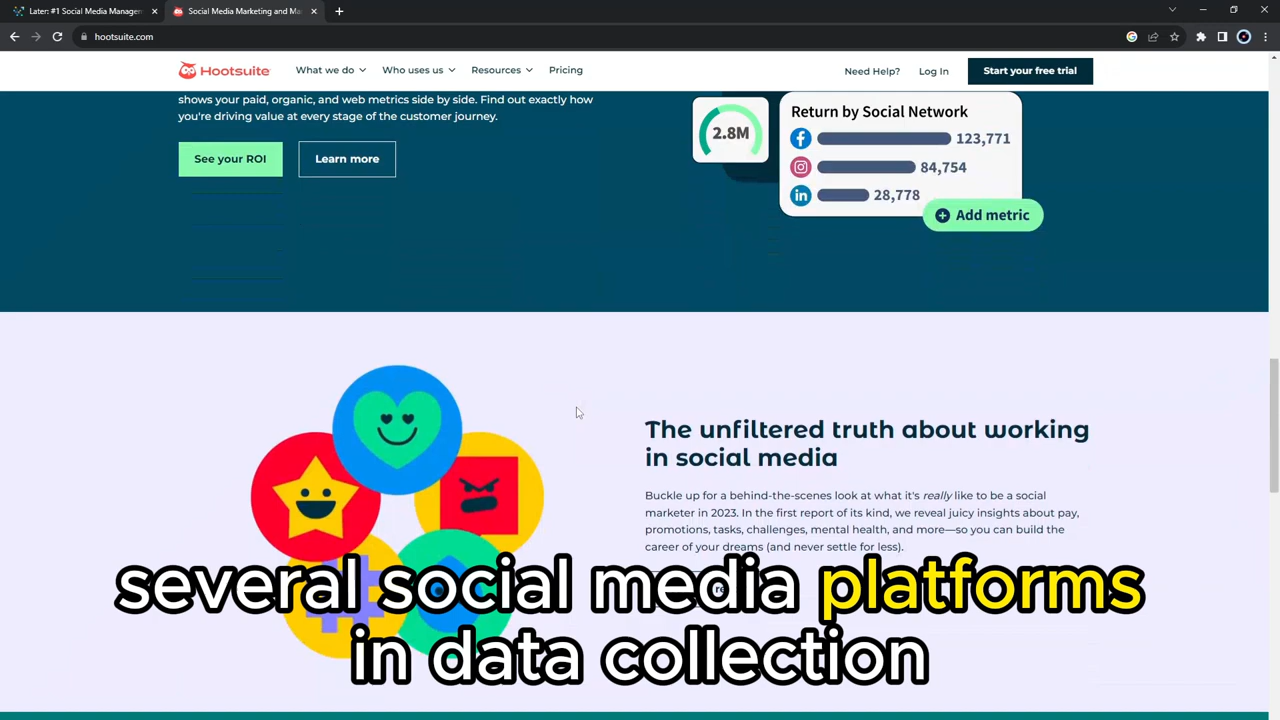 Later: #1 Social Media Manager
Social Media Marketing and Ma
hootsuite.com
Hootsuite
What we do
Who uses us
Resources
Pricing
Need Help?
Log In
Start your free trial
shows your paid, organic, and web metrics side by side. Find out exactly how
you're driving value at every stage of the customer journey.
See your ROI
Learn more
2.8M
Return by Social Network
123,771
84,754
28,778
Add metric
The unfiltered truth about working
in social media
Buckle up for a behind-the-scenes look at what it's really like to be a social
marketer in 2023. In the first report of its kind, we reveal juicy insights about pay,
promotions, tasks, challenges, mental health, and more—so you can build the
career of your dreams (and never settle for less).
several social media platforms
in data collection